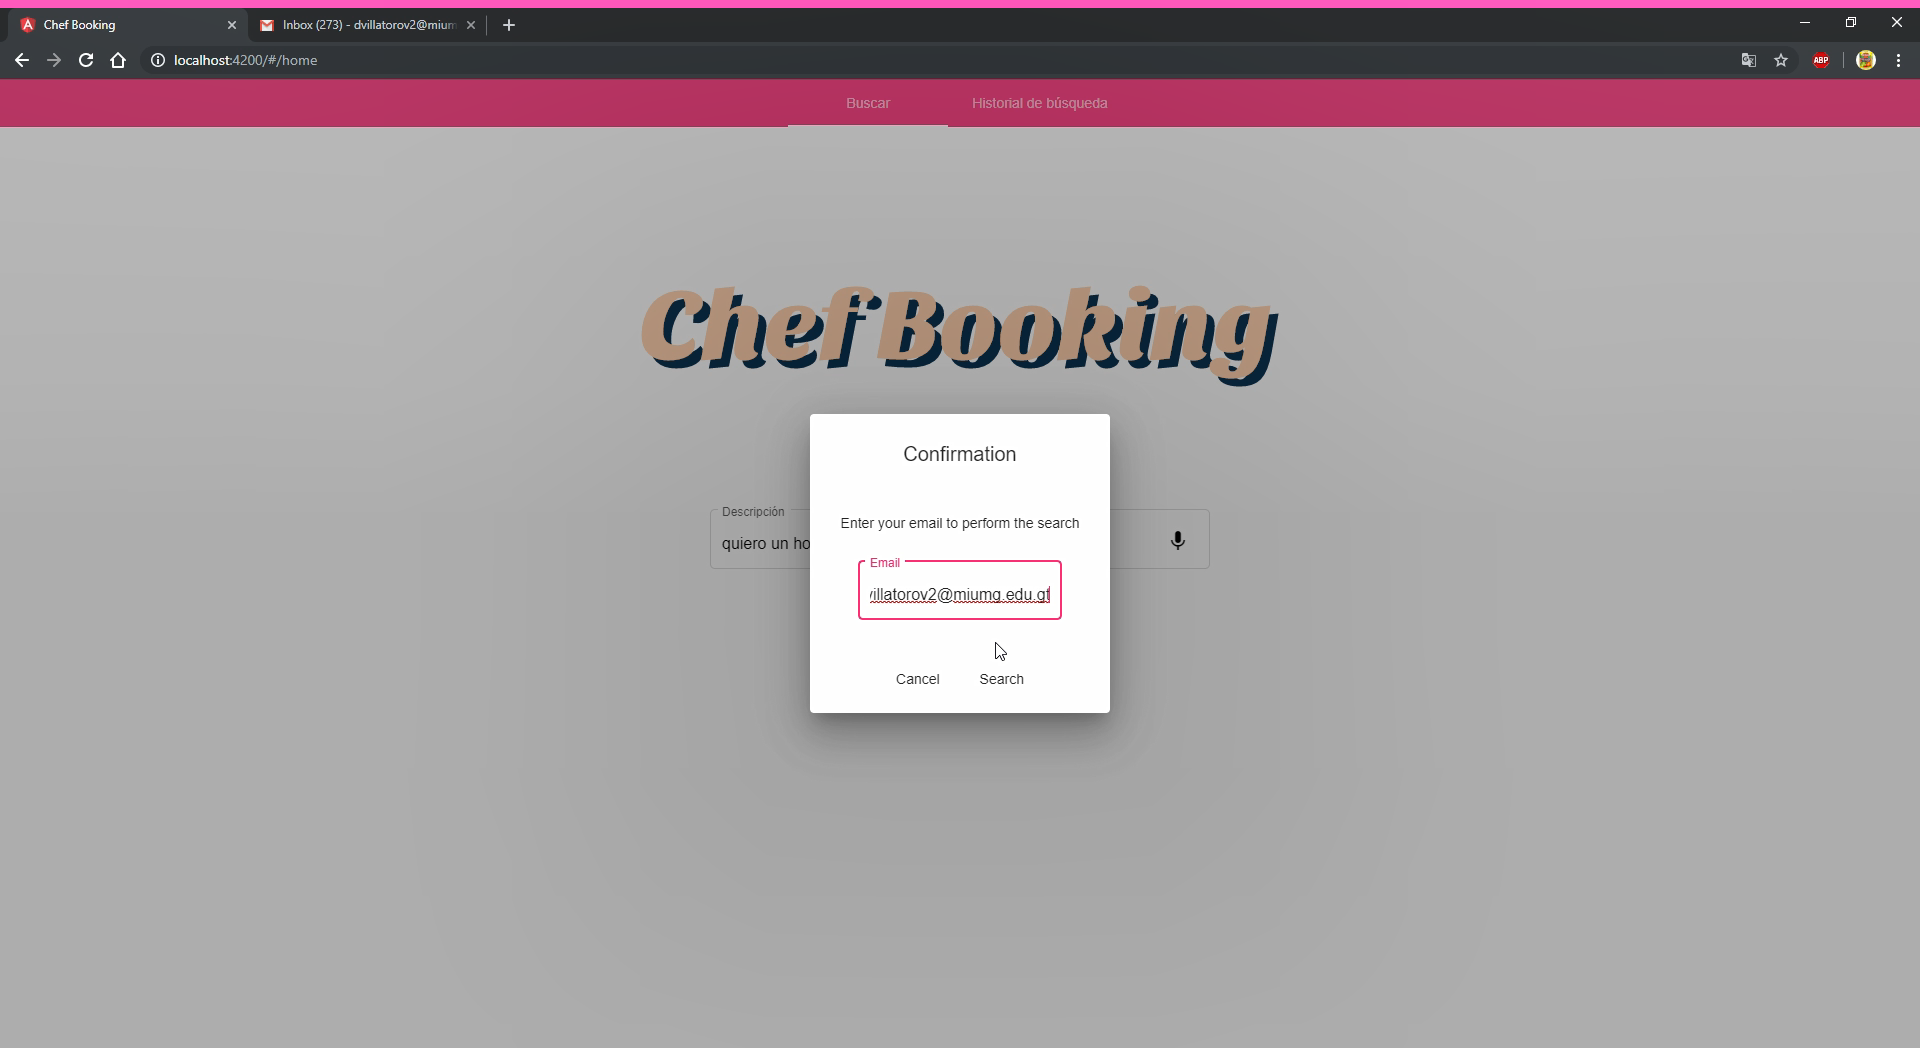 Chef Booking
Inbox (273) - dvillatorov2@mium
localhost:4200/#/home
ABP
Buscar
Historial de búsqueda
Chef Booking
Confirmation
Descripción
Enter your email to perform the search
quiero un ho
Email
villatorov2@miumg.edu.gt
Cancel
Search